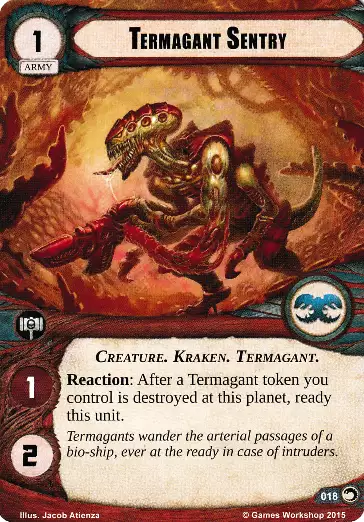 1
ARMY
TERMAGANT SENTRY
CREATURE. KRAKEN. TERMAGANT.
1
Reaction: After a Termagant token you
control is destroyed at this planet, ready
this unit.
2
Termagants wander the arterial passages of a
bio-ship, ever at the ready in case of intruders.
Illus. Jacob Atienza
© Games Workshop 2015
018